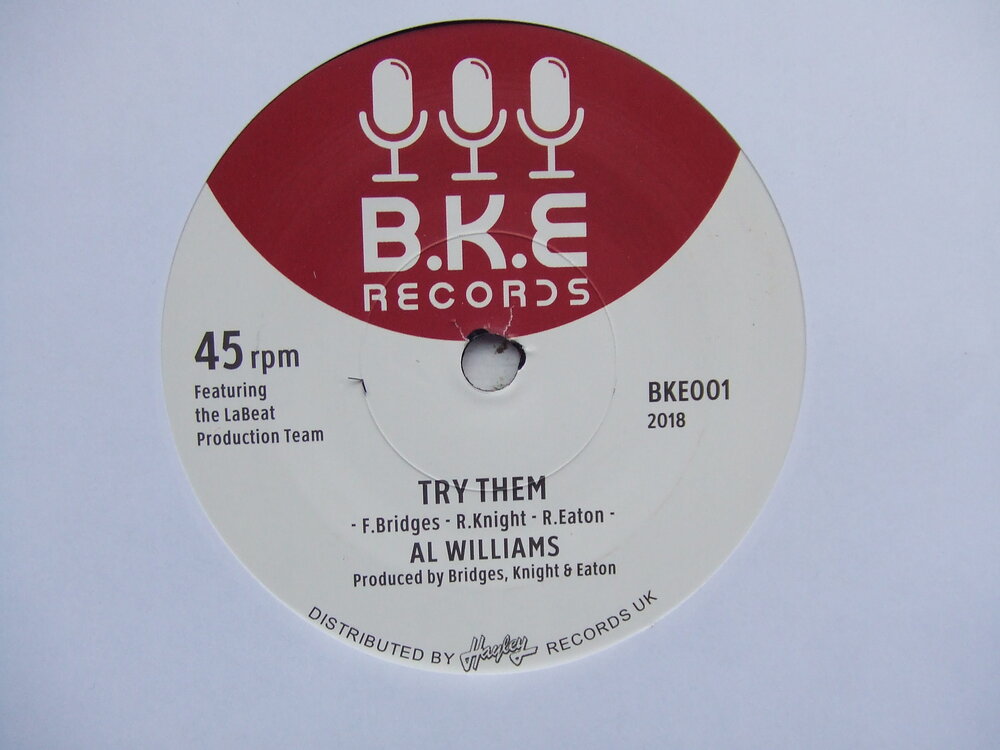 B.K.E
RECORDS
45 rpm
Featuring
the LaBeat
Production Team
BKE001
2018
TRY THEM
- F.Bridges - R.Knight - R.Eaton -
AL WILLIAMS
Produced by Bridges, Knight & Eaton
DISTRIBUTED BY Hayley RECORDS UK